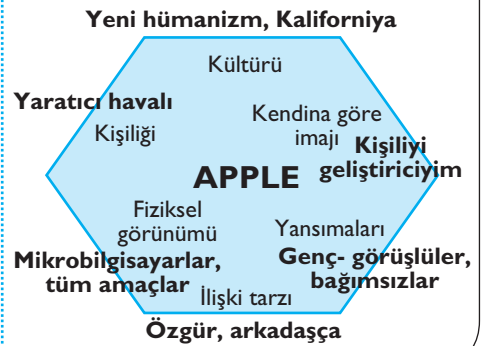 Yeni hümanizm, Kaliforniya
Kültürü
Yaratıcı havalı
Kişiliği
Kendina göre
imajı
Kişiliyi
geliştiriciyim
APPLE
Fiziksel
görünümü
Mikrobilgisayarlar,
tüm amaçlar
Yansımaları
Genç- görüşlüler,
bağımsızlar
İlişki tarzı
Özgür, arkadaşça